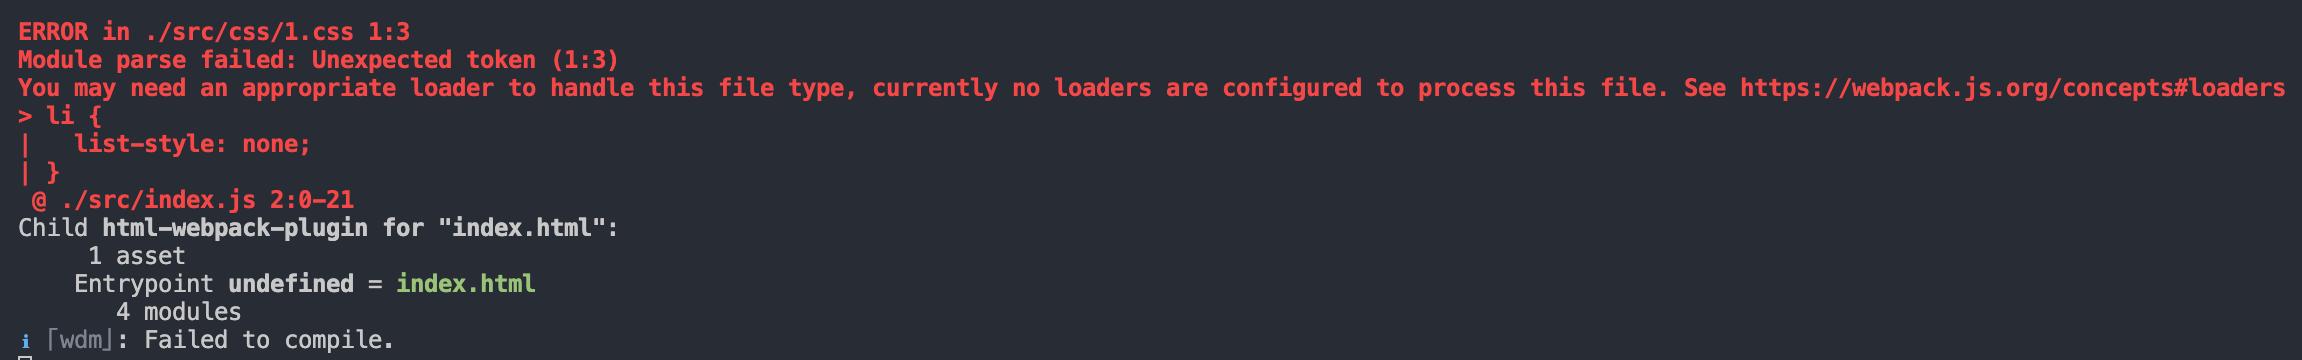 ERROR in ./src/css/1.css 1:3
Module parse failed: Unexpected token (1:3)
You may need an appropriate loader to handle this file type, currently no loaders are configured to process this file. See https://webpack.js.org/concepts#loaders
> li {
|   list-style: none;
| }
 @ ./src/index.js 2:0-21
Child html-webpack-plugin for "index.html":
     1 asset
    Entrypoint undefined = index.html
       4 modules
ℹ ｢wdm｣: Failed to compile.